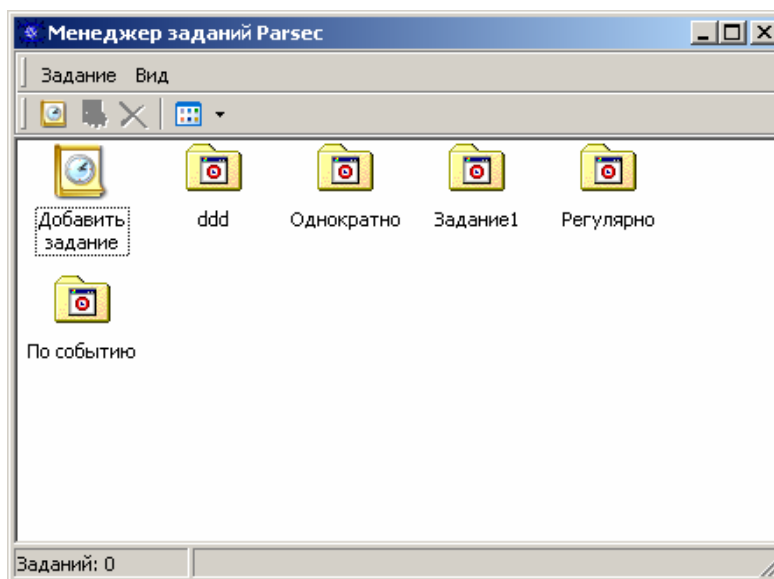 Менеджер заданий Parsec
Задание Вид
Добавить
задание
ddd
Однократно
Задание1
Регулярно
По событию
Заданий: 0